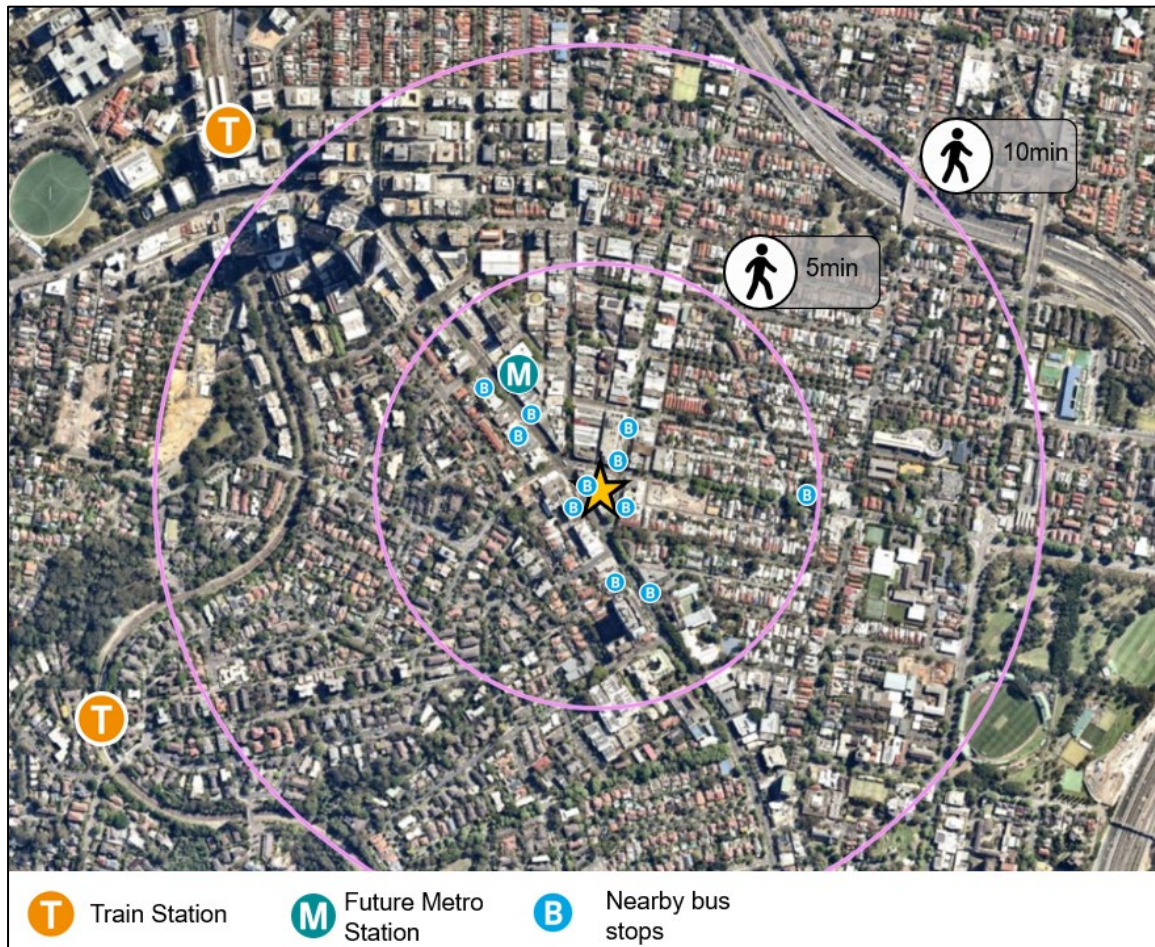 T
10min
5min
M
B
B
B
B
B
B
B
B
B
B
B
T
T Train Station
M Future Metro
Station
B Nearby bus
stops